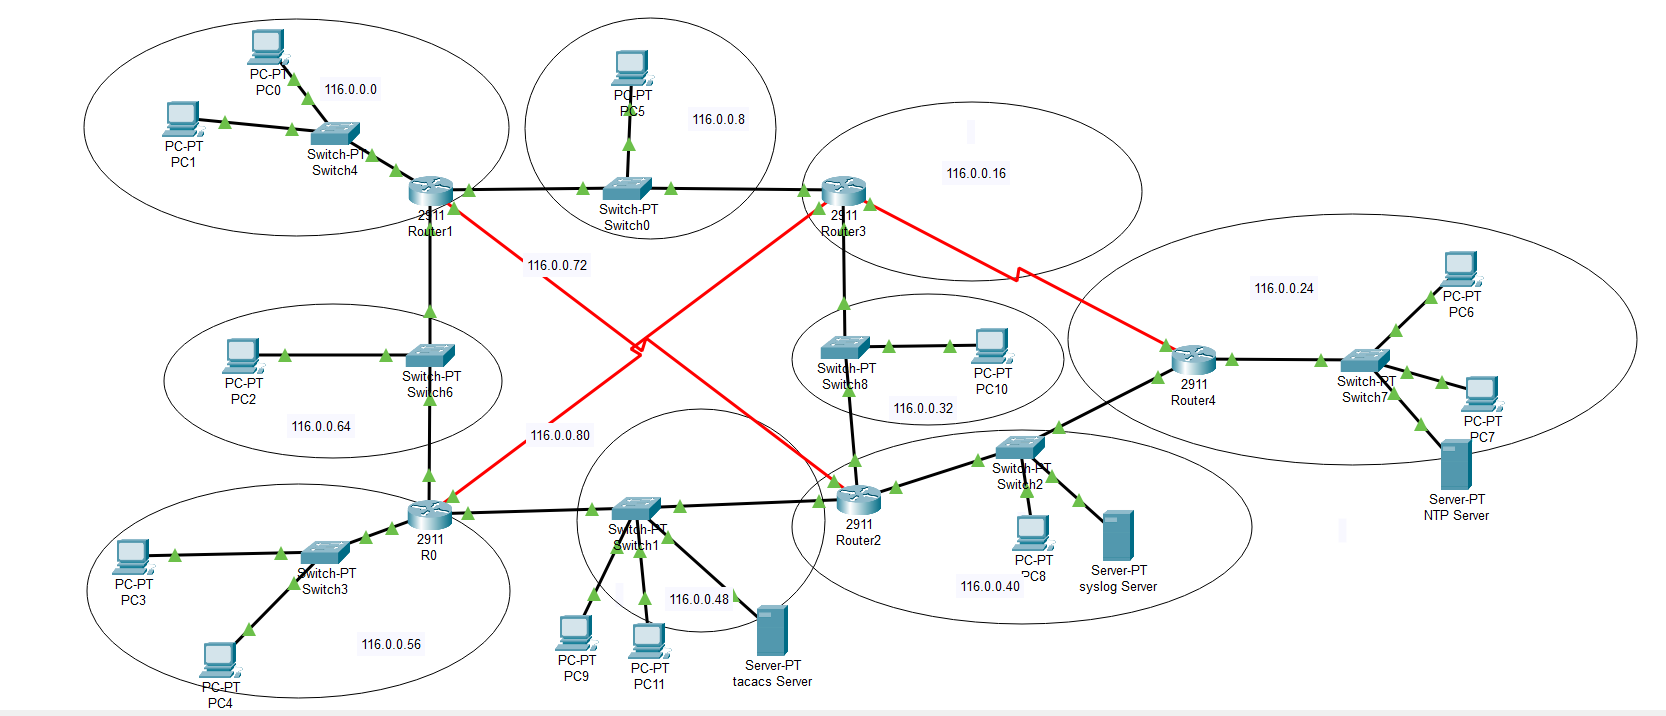 PC-PT
PC0
116.0.0.0
PC-PT
PC1
Switch-PT
Switch4
2911
Router1
PC-PT
PC5
116.0.0.8
Switch-PT
Switch0
116.0.0.16
2911
Router3
116.0.0.72
116.0.0.24
PC-PT
PC6
Switch-PT
Switch7
PC-PT
PC7
Server-PT
NTP Server
2911
Router4
PC-PT
PC2
Switch-PT
Switch6
116.0.0.64
Switch-PT
Switch8
PC-PT
PC10
116.0.0.32
116.0.0.80
Switch-PT
Switch2
PC-PT
PC8
Server-PT
syslog Server
116.0.0.40
2911
Router2
Switch-PT
Switch1
116.0.0.48
PC-PT
PC9
PC-PT
PC11
Server-PT
tacacs Server
2911
R0
PC-PT
PC3
Switch-PT
Switch3
116.0.0.56
PC-PT
PC4